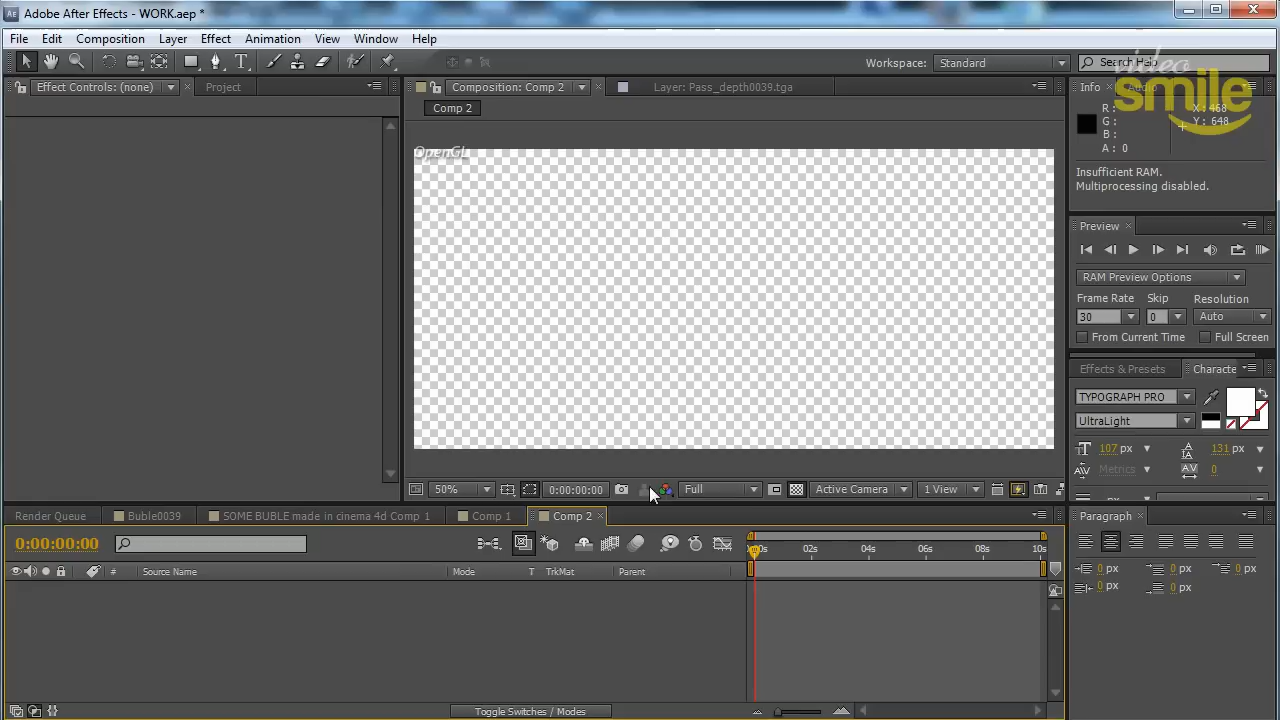 Adobe After Effects - WORK.aep *
File Edit Composition Layer Effect Animation View Window Help
Workspace: Standard
Search Help
video
smile
Effect Controls: (none)
Project
Composition: Comp 2
Layer: Pass_depth0039.tga
Comp 2
OpenGL
Info
Audio
R :
G :
B :
A : 0
X: 468
Y: 648
Insufficient RAM.
Multiprocessing disabled.
Preview
RAM Preview Options
Frame Rate Skip Resolution
30 0 Auto
From Current Time Full Screen
Effects & Presets
Characte
TYPOGRAPH PRO
UltraLight
107 px 131 px
Metrics 0
50% 0:00:00:00 Full Active Camera 1 View
Render Queue Buble0039 SOME BUBLE made in cinema 4d Comp 1 Comp 1 Comp 2
0:00:00:00
# Source Name Mode T TrkMat Parent
02s 04s 06s 08s 10s
Toggle Switches / Modes
Paragraph
0 px 0 px 0 px
0 px 0 px